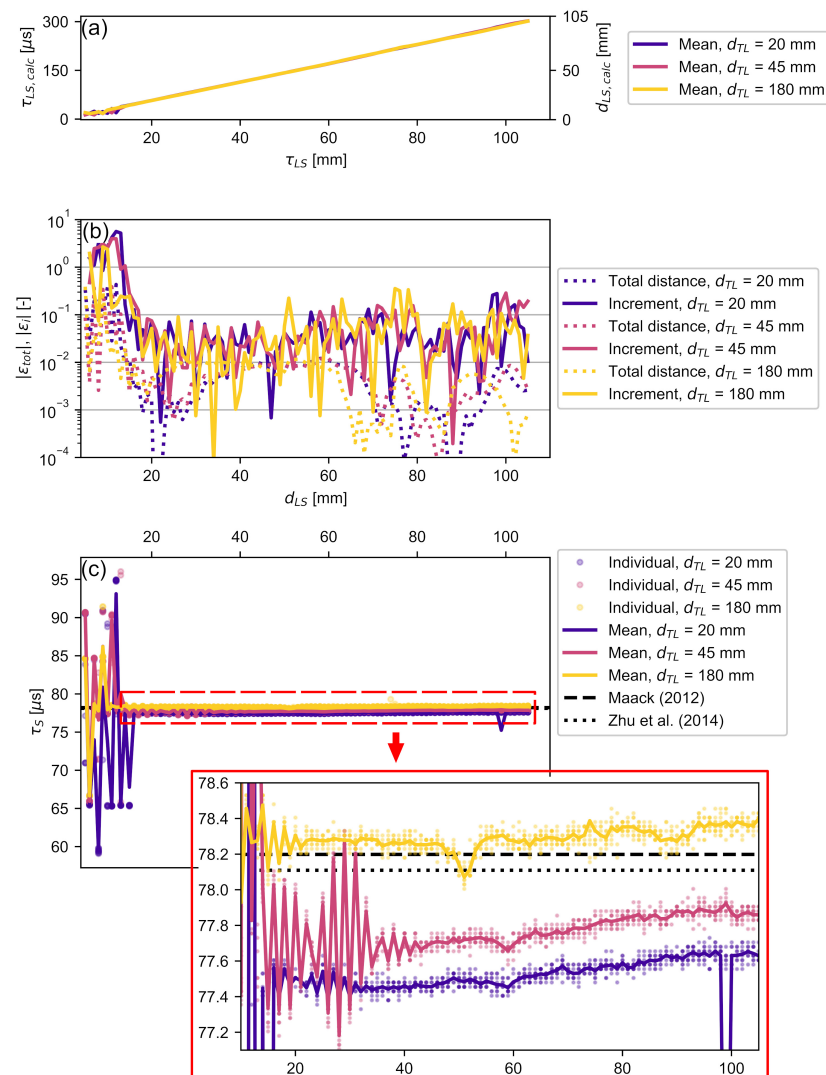 (a)
300
150
0
τLS,calc [μs]
105
50
0
dLS,calc [mm]
20 40 60 80 100
τLS [mm]
Mean, dTL = 20 mm
Mean, dTL = 45 mm
Mean, dTL = 180 mm
(b)
10¹
10⁰
10⁻¹
10⁻²
10⁻³
10⁻⁴
|εtot|, |εi| [-]
20 40 60 80 100
dLS [mm]
Total distance, dTL = 20 mm
Increment, dTL = 20 mm
Total distance, dTL = 45 mm
Increment, dTL = 45 mm
Total distance, dTL = 180 mm
Increment, dTL = 180 mm
20 40 60 80 100
(c)
95
90
85
80
75
70
65
60
τS [μs]
Individual, dTL = 20 mm
Individual, dTL = 45 mm
Individual, dTL = 180 mm
Mean, dTL = 20 mm
Mean, dTL = 45 mm
Mean, dTL = 180 mm
Maack (2012)
Zhu et al. (2014)
78.6
78.4
78.2
78.0
77.8
77.6
77.4
77.2
20 40 60 80 100